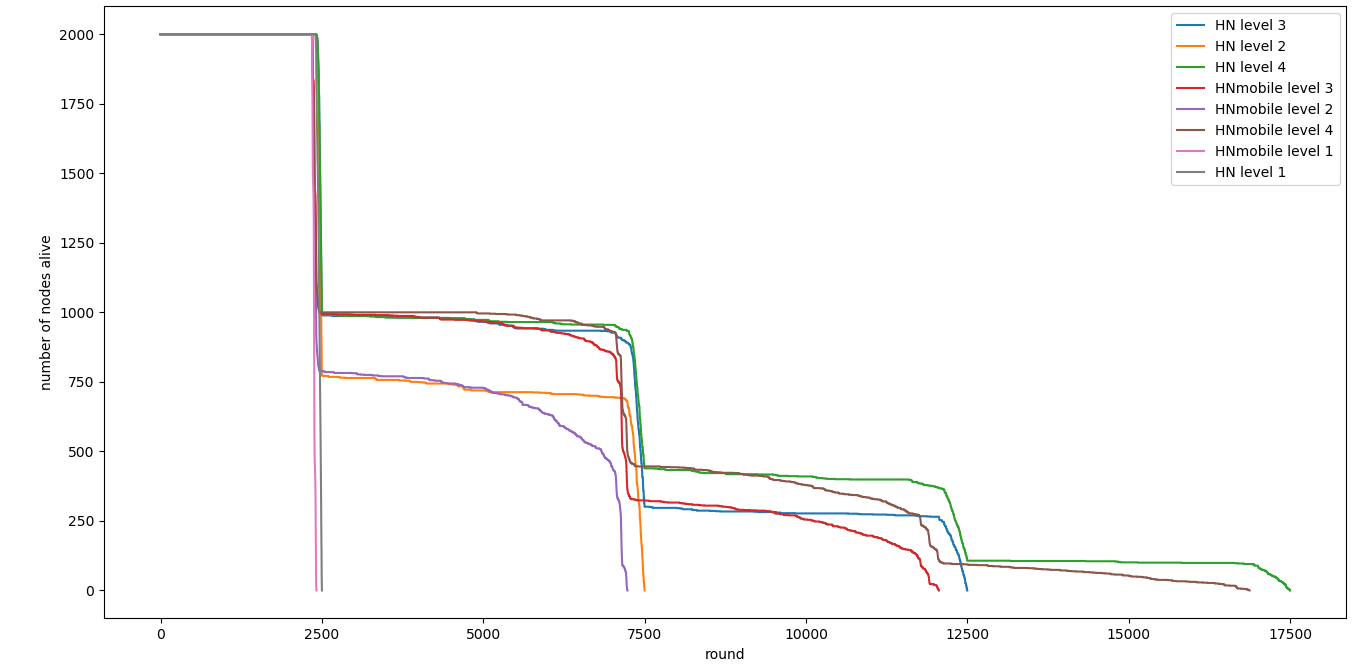 2000
1750
1500
1250
1000
750
500
250
0
number of nodes alive
0 2500 5000 7500 10000 12500 15000 17500
round
HN level 3
HN level 2
HN level 4
HNmobile level 3
HNmobile level 2
HNmobile level 4
HNmobile level 1
HN level 1